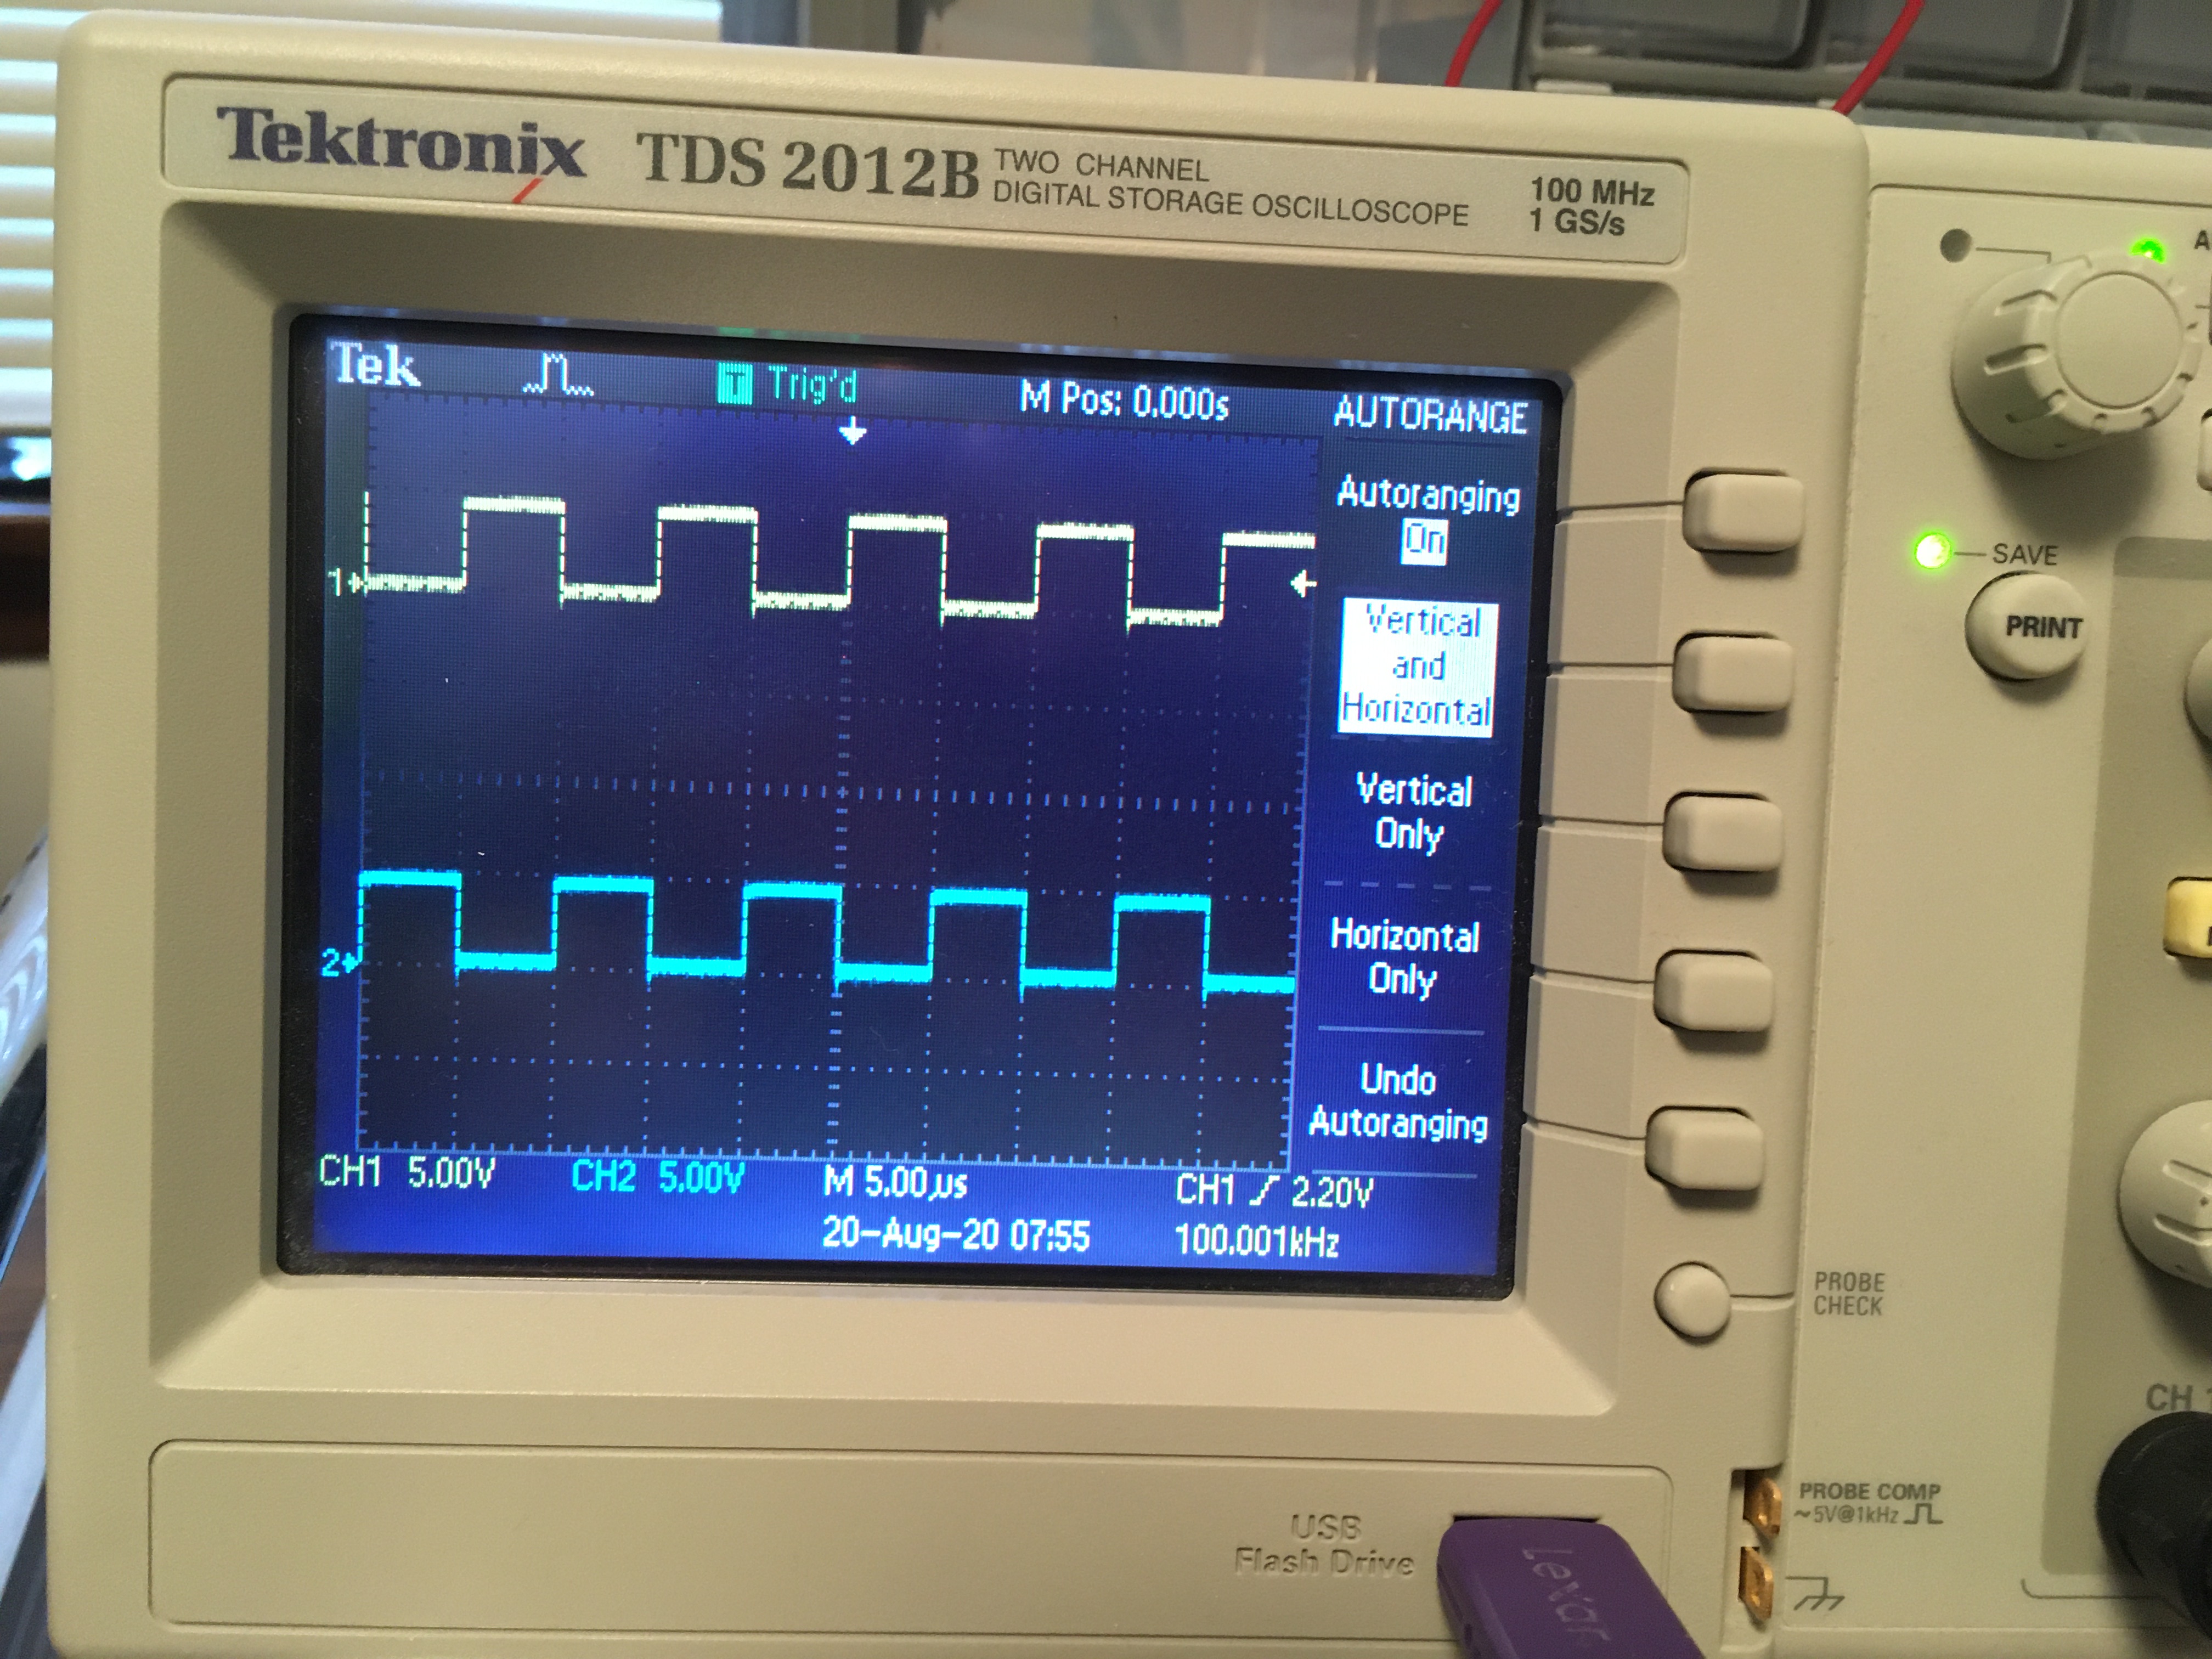 Tektronix TDS 2012B TWO CHANNEL DIGITAL STORAGE OSCILLOSCOPE
100 MHz
1 GS/s
Tek Trig'd M Pos: 0.000s AUTORANGE
Autoranging
On
Vertical
and
Horizontal
Vertical
Only
Horizontal
Only
Undo
Autoranging
1
2
CH1 5.00V CH2 5.00V M 5.00µs CH1 2.20V
20-Aug-20 07:55 100.001kHz
SAVE
PRINT
PROBE
CHECK
CH 1
PROBE COMP
~5V@1kHz
USB
Flash Drive
Levar